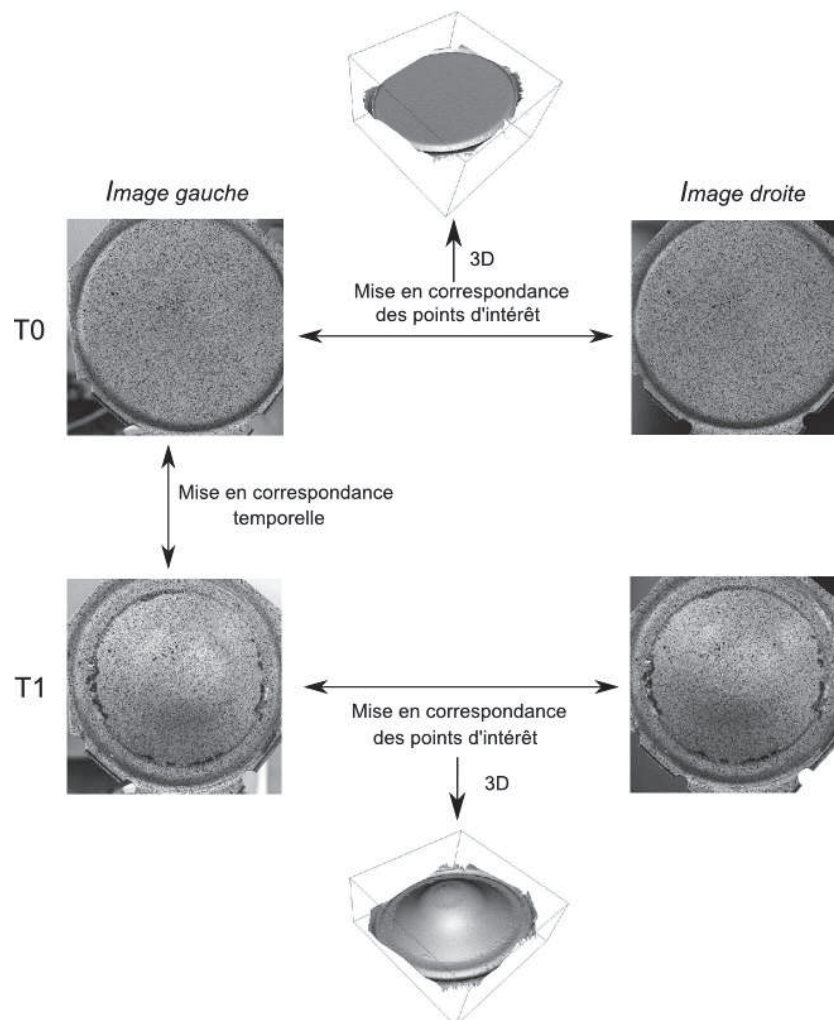 Image gauche
Image droite
3D
Mise en correspondance
des points d'intérêt
T0
Mise en correspondance
temporelle
T1
Mise en correspondance
des points d'intérêt
3D